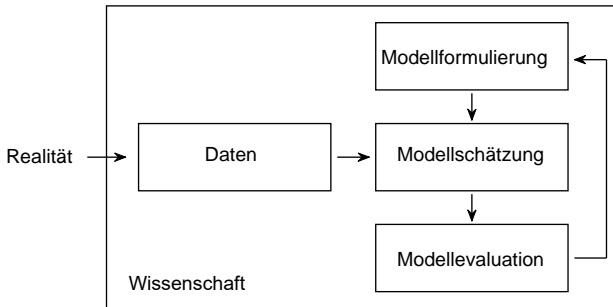 Modellformulierung
Realität
Daten
Modellschätzung
Modellevaluation
Wissenschaft